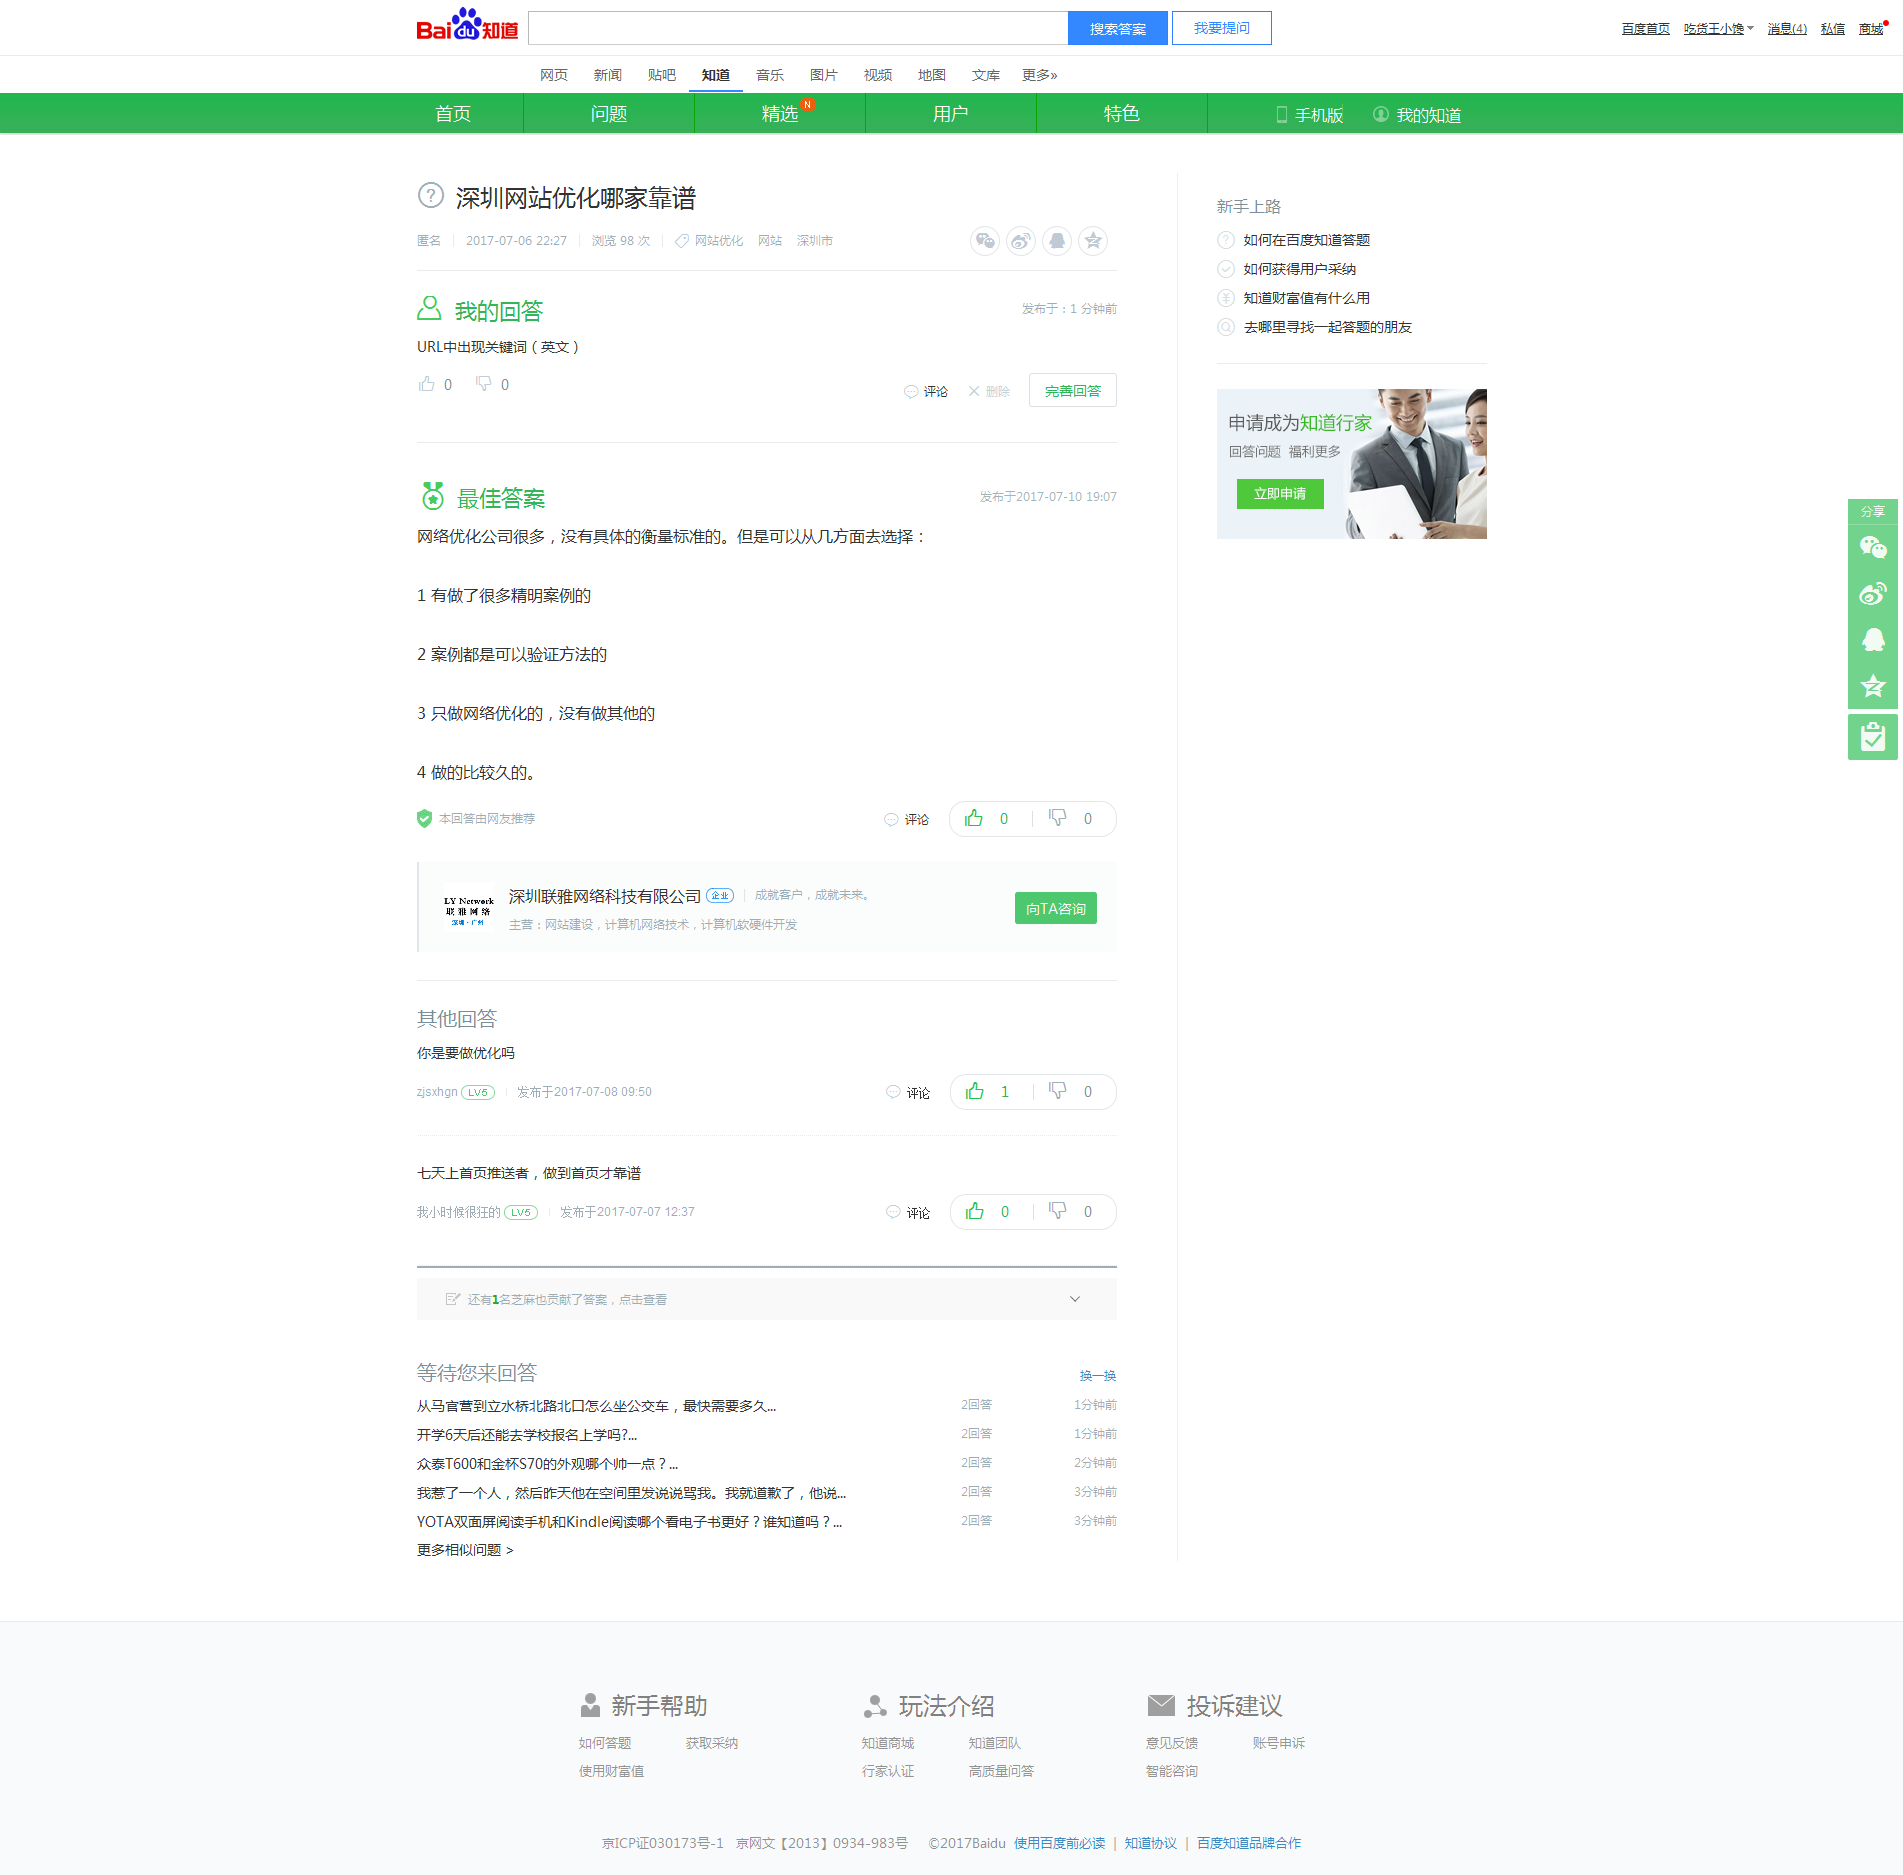 Bai du 知道
搜索答案 我要提问
百度首页 吃货王小馋 消息(4) 私信 商城
网页 新闻 贴吧 知道 音乐 图片 视频 地图 文库 更多»
首页 问题 精选 N 用户 特色 手机版 我的知道
深圳网站优化哪家靠谱
匿名 2017-07-06 22:27 浏览 98 次 网站优化 网站 深圳市
我的回答 发布于：1 分钟前
URL中出现关键词（英文）
0 0
评论 删除 完善回答
最佳答案 发布于2017-07-10 19:07
网络优化公司很多，没有具体的衡量标准的。但是可以从几方面去选择：
1 有做了很多精明案例的
2 案例都是可以验证方法的
3 只做网络优化的，没有做其他的
4 做的比较久的。
本回答由网友推荐 评论 0 0
LY Network
联雅网络
深圳·广州
深圳联雅网络科技有限公司 企业 成就客户，成就未来。
主营：网站建设，计算机网络技术，计算机软硬件开发
向TA咨询
其他回答
你是要做优化吗
zjsxhgn LV5 发布于2017-07-08 09:50 评论 1 0
七天上首页推送者，做到首页才靠谱
我小时候很狂的 LV5 发布于2017-07-07 12:37 评论 0 0
还有1名芝麻也贡献了答案，点击查看
等待您来回答 换一换
从马官营到立水桥北路北口怎么坐公交车，最快需要多久... 2回答 1分钟前
开学6天后还能去学校报名上学吗?... 2回答 1分钟前
众泰T600和金杯S70的外观哪个帅一点？... 2回答 2分钟前
我惹了一个人，然后昨天他在空间里发说说骂我。我就道歉了，他说... 2回答 3分钟前
YOTA双面屏阅读手机和Kindle阅读哪个看电子书更好？谁知道吗？... 2回答 3分钟前
更多相似问题 >
新手上路
如何在百度知道答题
如何获得用户采纳
知道财富值有什么用
去哪里寻找一起答题的朋友
申请成为知道行家
回答问题 福利更多
立即申请
分享
新手帮助 玩法介绍 投诉建议
如何答题 获取采纳 知道商城 知道团队 意见反馈 账号申诉
使用财富值 行家认证 高质量问答 智能咨询
京ICP证030173号-1 京网文【2013】0934-983号 ©2017Baidu 使用百度前必读 | 知道协议 | 百度知道品牌合作